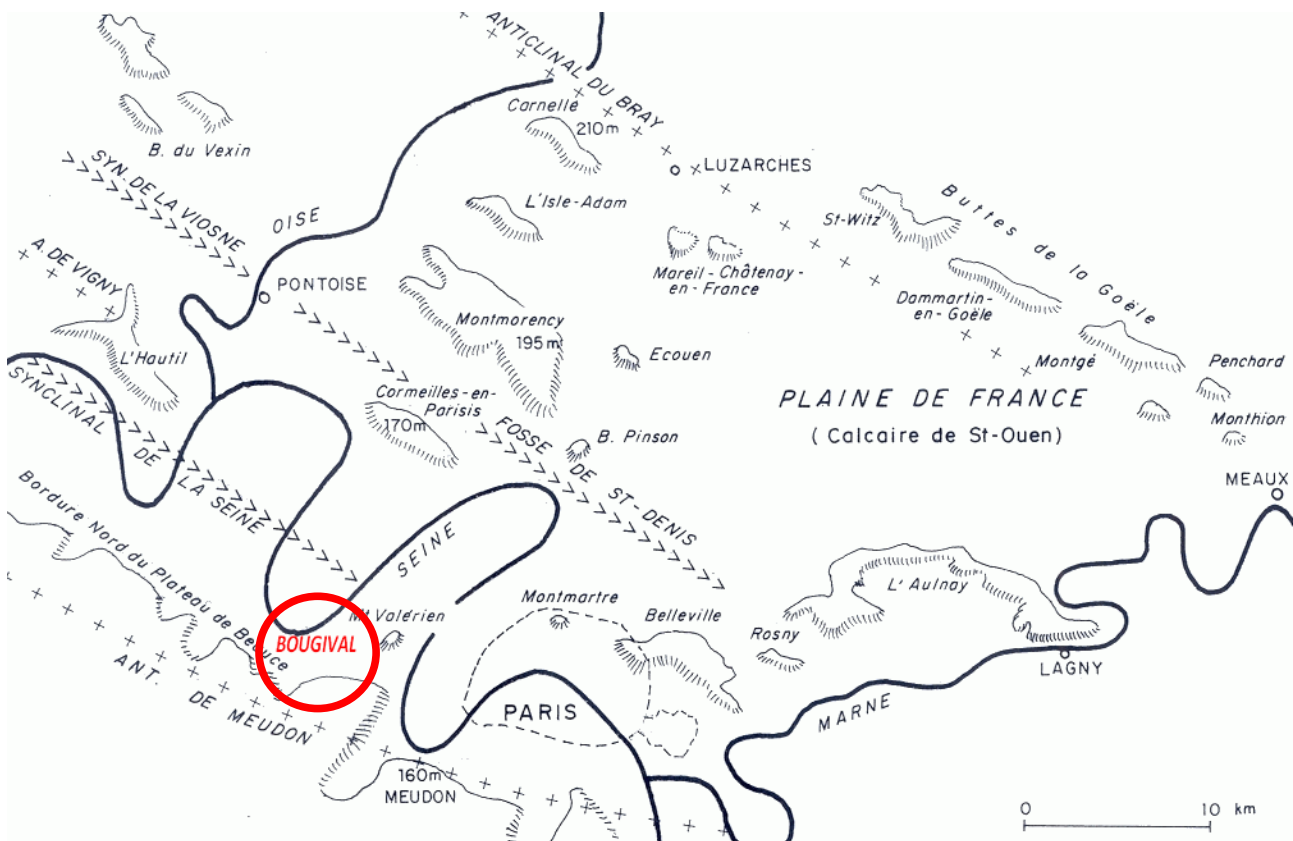 ANTICLINAL DU BRAY
Carnelle
210m
B. du Vexin
LUZARCHES
SYN. DE LA VIOSNE
L'Isle-Adam
OISE
St-Witz
Buttes de la Goële
A. DE VIGNY
Mareil-Châtenay-
en-France
PONTOISE
Dammartin-
en-Goële
Montmorency
195m
L'Hautil
Ecouen
Montgé
Penchard
Cormeilles-en-
Parisis
170m
PLAINE DE FRANCE
(Calcaire de St-Ouen)
Monthion
SYNCLINAL DE LA SEINE
B. Pinson
FOSSE DE ST-DENIS
MEAUX
Bordure Nord du Plateau de Beauce
SEINE
L'Aulnay
Mt Valérien
Montmartre
Belleville
BOUGIVAL
Rosny
LAGNY
ANT. DE MEUDON
PARIS
MARNE
160m
MEUDON
0 10 km